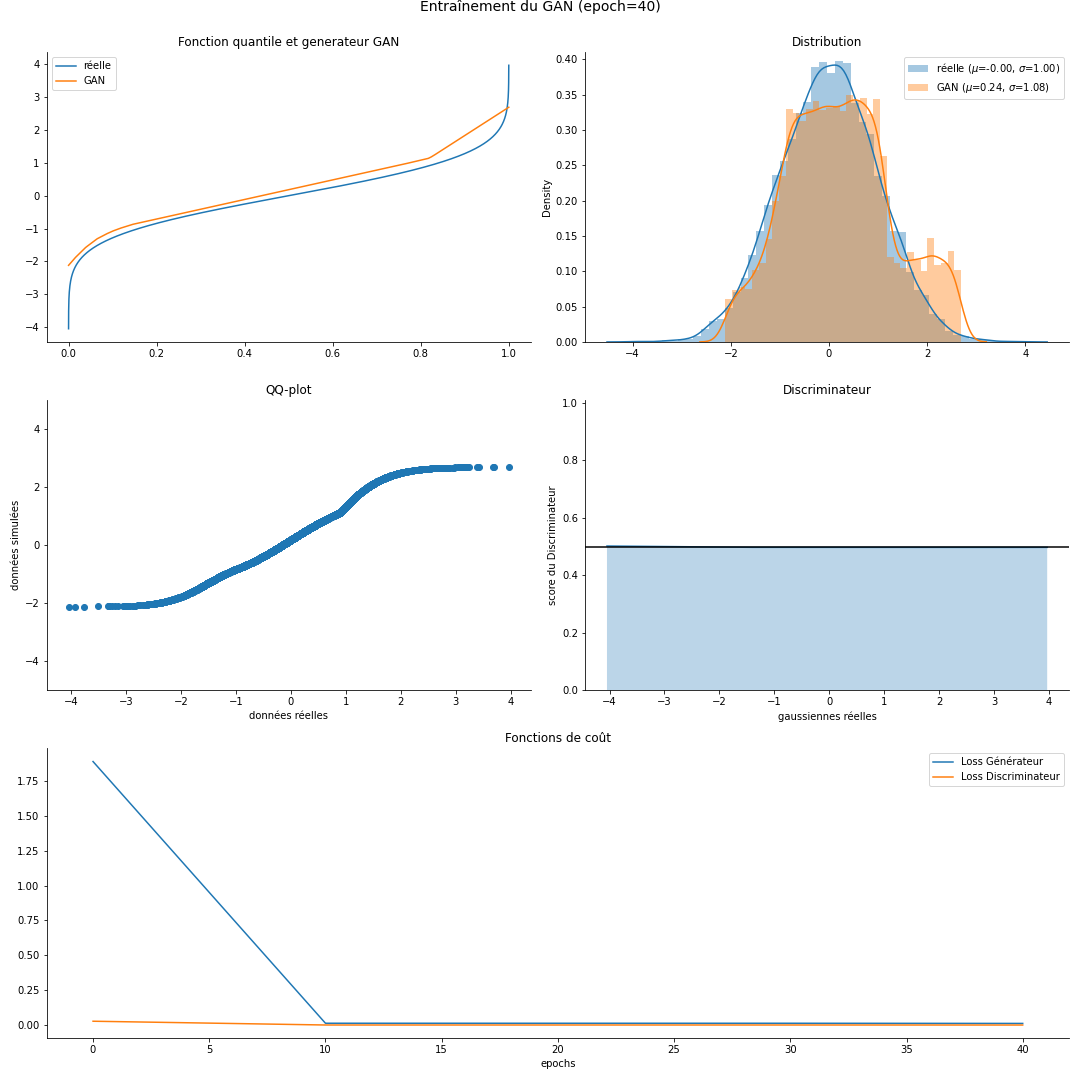 Entraînement du GAN (epoch=40)
Fonction quantile et generateur GAN
réelle
GAN
4
3
2
1
0
−1
−2
−3
−4
0.0 0.2 0.4 0.6 0.8 1.0
Distribution
réelle (μ=-0.00, σ=1.00)
GAN (μ=0.24, σ=1.08)
Density
0.40
0.35
0.30
0.25
0.20
0.15
0.10
0.05
0.00
−4 −2 0 2 4
QQ-plot
données simulées
4
2
0
−2
−4
−4 −3 −2 −1 0 1 2 3 4
données réelles
Discriminateur
score du Discriminateur
1.0
0.8
0.6
0.4
0.2
0.0
−4 −3 −2 −1 0 1 2 3 4
gaussiennes réelles
Fonctions de coût
Loss Générateur
Loss Discriminateur
1.75
1.50
1.25
1.00
0.75
0.50
0.25
0.00
0 5 10 15 20 25 30 35 40
epochs